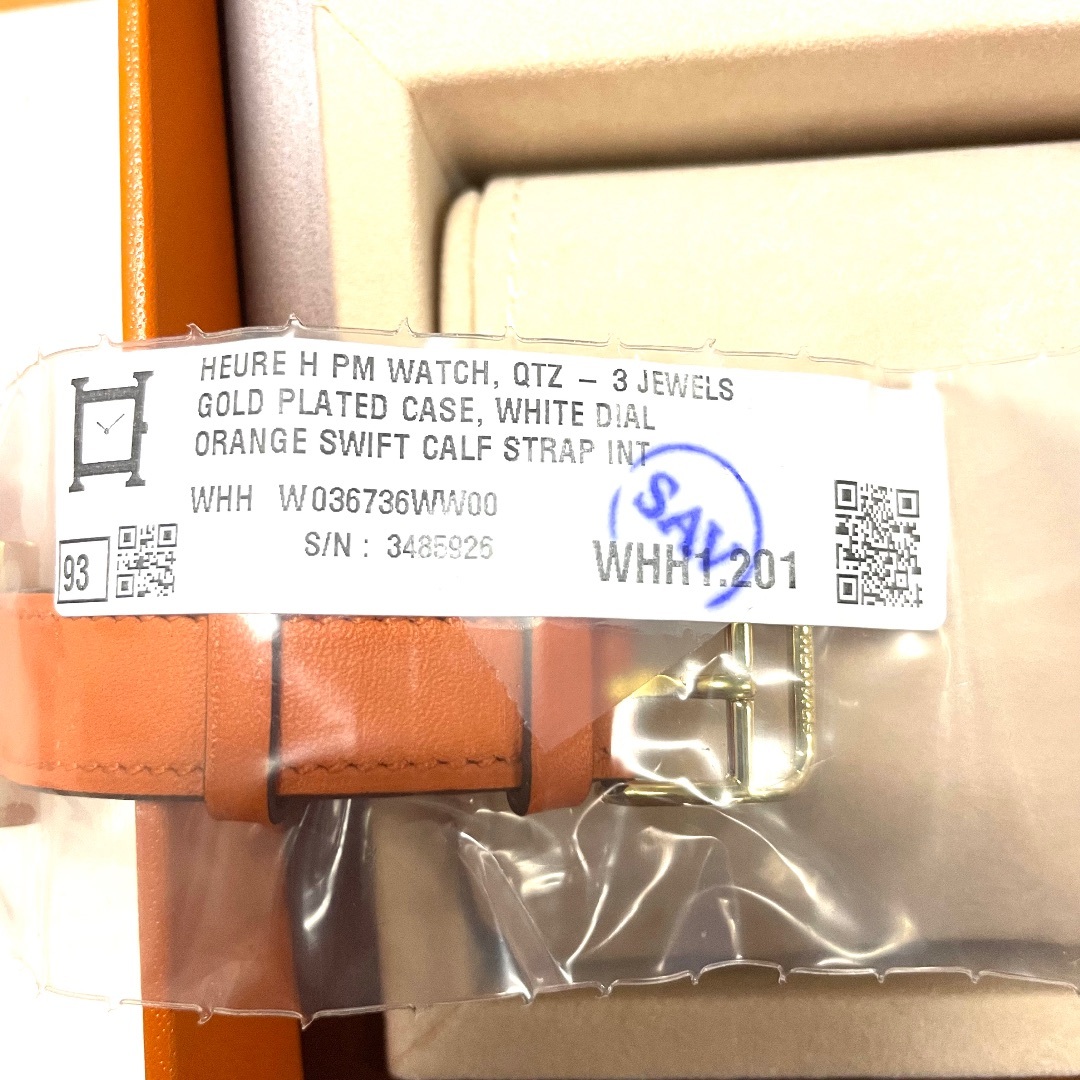 HEURE H PM WATCH, QTZ – 3 JEWELS
GOLD PLATED CASE, WHITE DIAL
ORANGE SWIFT CALF STRAP INT
WHH W036736WW00
S/N : 3485926
93
SAV
WHH1.201